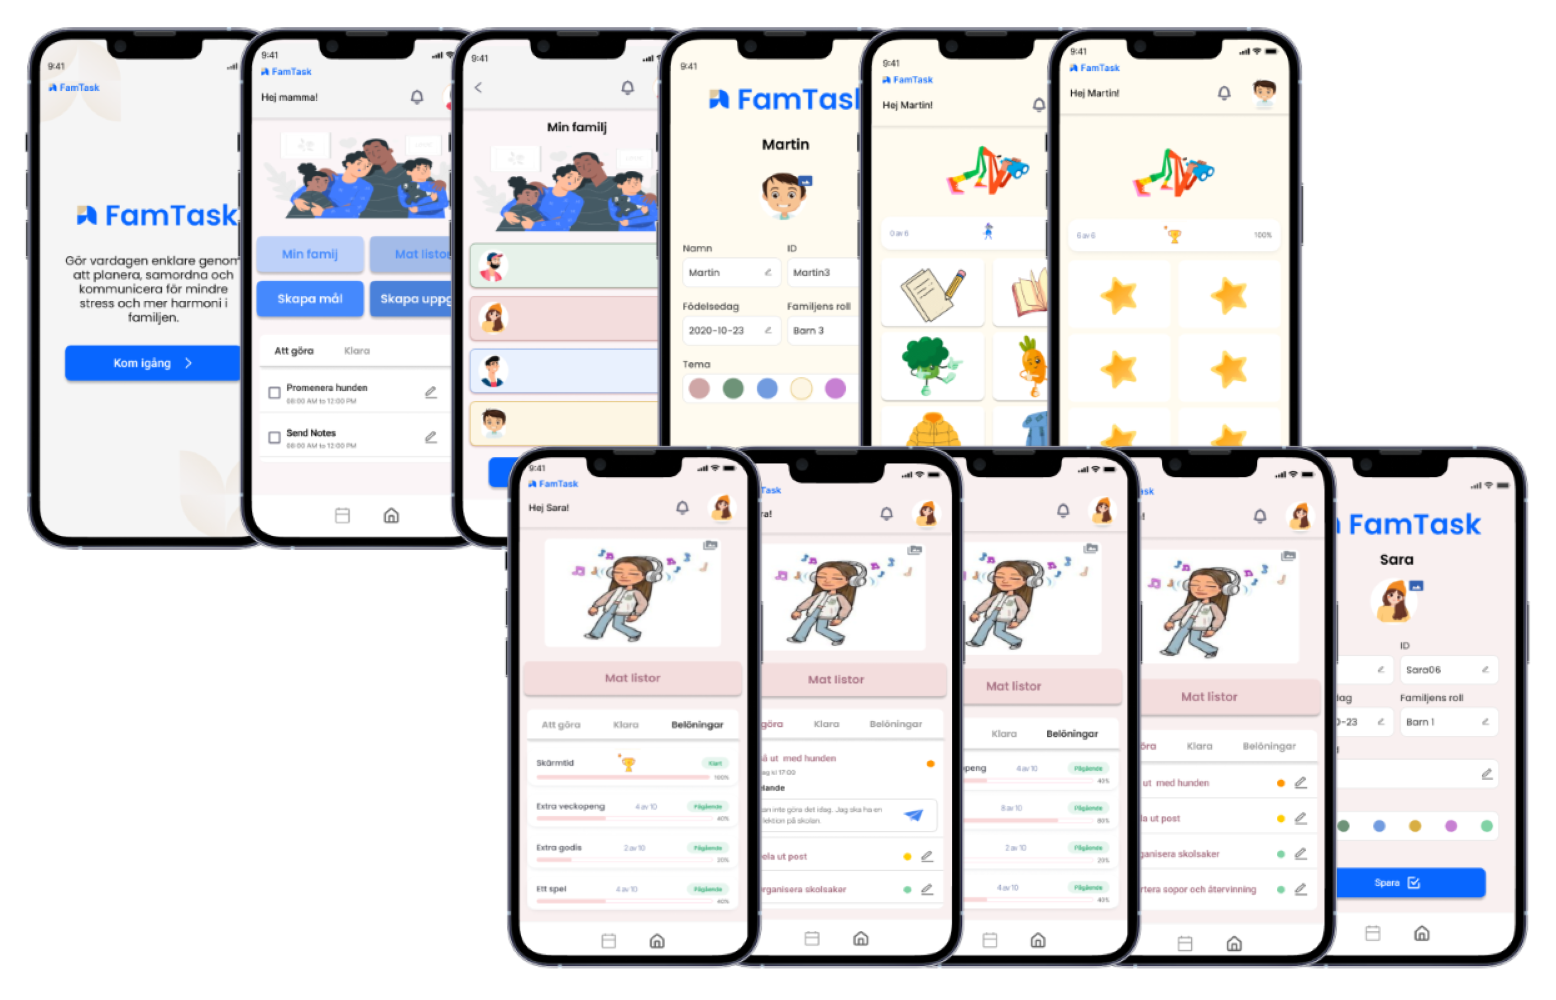 9:41
FamTask
FamTask
Gör vardagen enklare genom
att planera, samordna och
kommunicera för mindre
stress och mer harmoni i
familjen.
Kom igång
9:41
FamTask
Hej mamma!
Min famij
Mat listor
Skapa mål
Skapa uppg
Att göra
Klara
Promenera hunden
08:00 AM to 12:00 PM
Send Notes
08:00 AM to 12:00 PM
9:41
Min familj
9:41
FamTask
Martin
Namn
ID
Martin
Martin3
Födelsedag
Familjens roll
2020-10-23
Barn 3
Tema
9:41
FamTask
Hej Martin!
0 av 6
9:41
FamTask
Hej Martin!
6 av 6
100%
9:41
FamTask
Hej Sara!
Mat listor
Att göra
Klara
Belöningar
Skärmtid
Klart
100%
Extra veckopeng
4 av 10
Pågående
40%
Extra godis
2 av 10
Pågående
20%
Ett spel
4 av 10
Pågående
40%
Task
ra!
Mat listor
göra
Klara
Belöningar
å ut med hunden
ag kl 17:00
lande
an inte göra det idag. Jag ska ha en
lektion på skolan.
ela ut post
rganisera skolsaker
Mat listor
Klara
Belöningar
peng
4 av 10
Pågående
40%
8 av 10
80%
2 av 10
Pågående
20%
4 av 10
Pågående
40%
sk
!
Mat listor
öra
Klara
Belöningar
ut med hunden
la ut post
ganisera skolsaker
rtera sopor och återvinning
FamTask
Sara
ID
Sara06
dag
Familjens roll
0-23
Barn 1
Spara